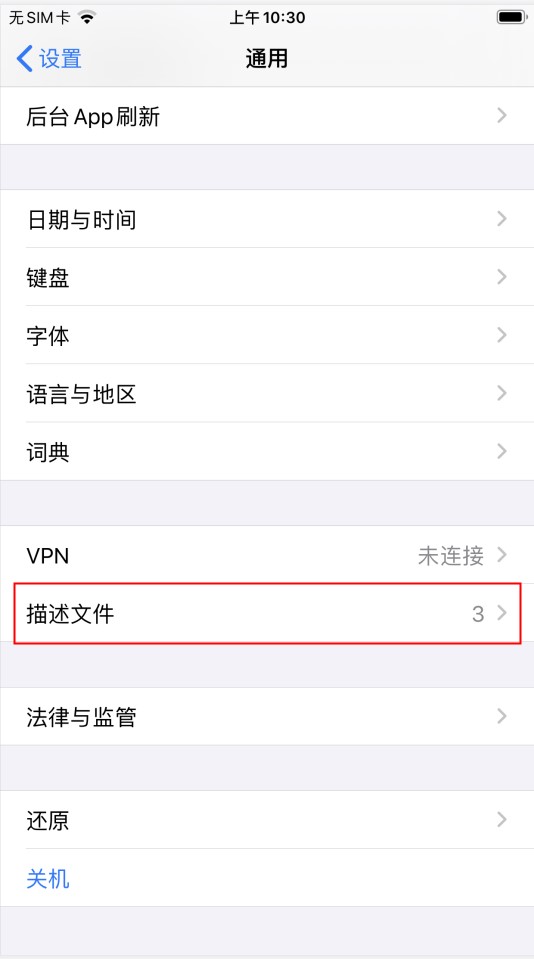 无SIM卡 上午10:30
设置 通用
后台App刷新
日期与时间
键盘
字体
语言与地区
词典
VPN 未连接
描述文件 3
法律与监管
还原
关机